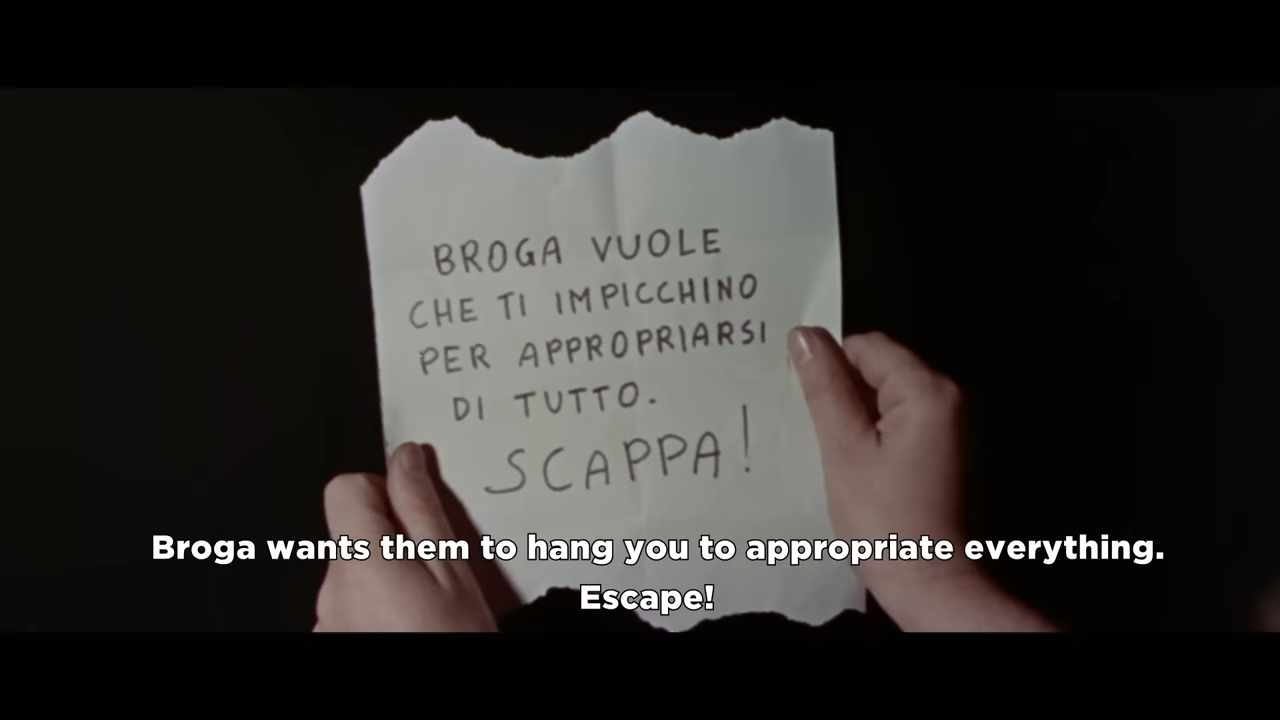 BROGA VUOLE
CHE TI IMPICCHINO
PER APPROPRIARSI
DI TUTTO.
SCAPPA!
Broga wants them to hang you to appropriate everything.
Escape!